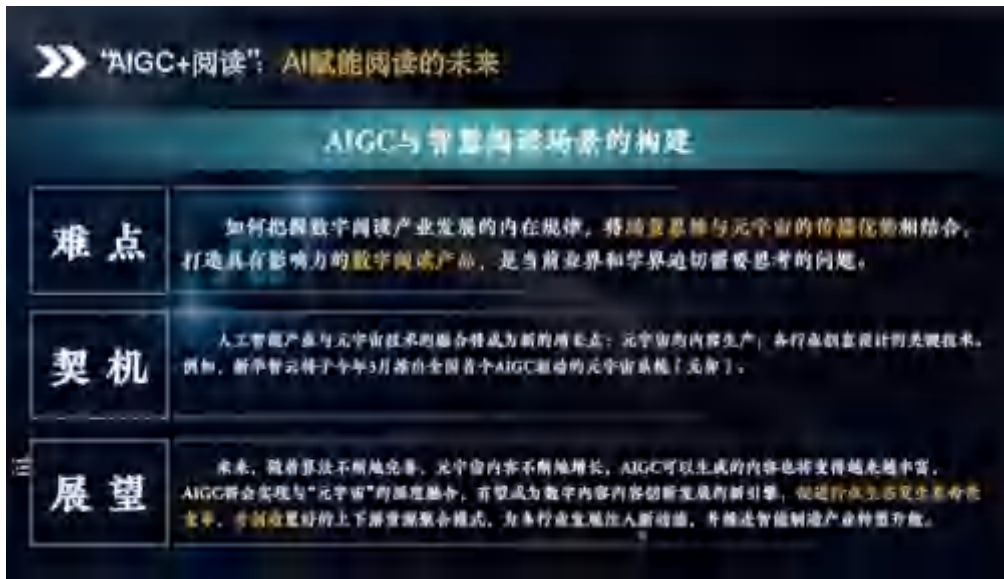 “AIGC+阅读”：AI赋能阅读的未来
AIGC与智慧阅读场景的构建
难点
如何把握数字阅读产业发展的内在规律，将场景思维与元宇宙的传播优势相结合，
打造具有影响力的数字阅读产品，是当前业界和学界迫切需要思考的问题。
契机
人工智能产业与元宇宙技术的融合将成为新的增长点：元宇宙的内容生产；各行业创意设计的关键技术。
例如，新华智云将于今年3月推出全国首个AIGC驱动的元宇宙系统［元卯］。
展望
未来，随着算法不断地完善、元宇宙内容不断地增长，AIGC可以生成的内容也将变得越来越丰富，
AIGC将会实现与“元宇宙”的深度融合，有望成为数字内容内容创新发展的新引擎，促进行业生态发生
变革，并创造更好的上下游资源聚合模式，为各行业发展注入新动能，并推进智能制造产业转型升级。